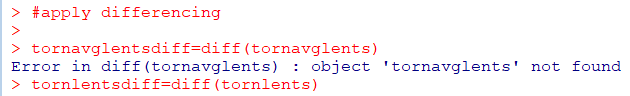 > #apply differencing
>
> tornavglentsdiff=diff(tornavglents)
Error in diff(tornavglents) : object 'tornavglents' not found
> tornlentsdiff=diff(tornlents)